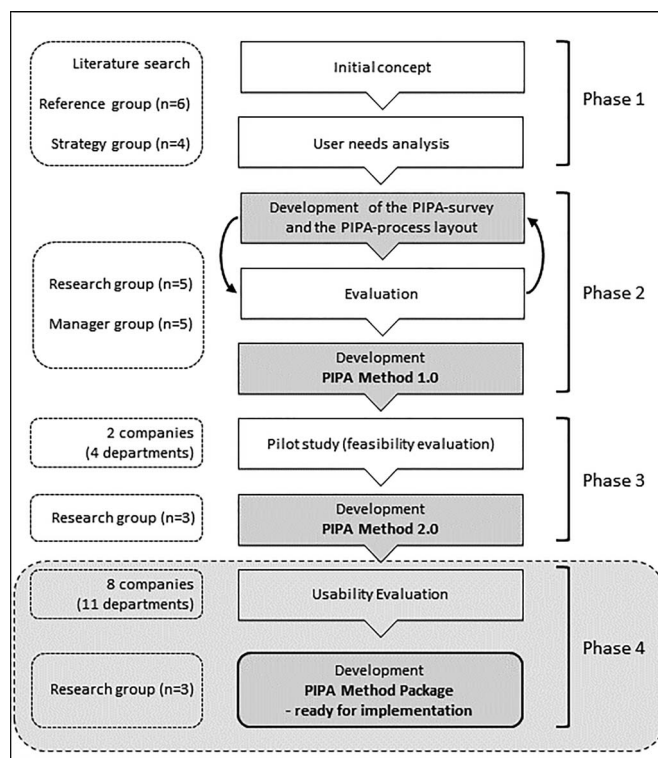 Literature search
Reference group (n=6)
Strategy group (n=4)
Initial concept
User needs analysis
Phase 1
Development of the PIPA-survey
and the PIPA-process layout
Research group (n=5)
Manager group (n=5)
Evaluation
Development
PIPA Method 1.0
Phase 2
2 companies
(4 departments)
Pilot study (feasibility evaluation)
Research group (n=3)
Development
PIPA Method 2.0
Phase 3
8 companies
(11 departments)
Usability Evaluation
Research group (n=3)
Development
PIPA Method Package
- ready for implementation
Phase 4